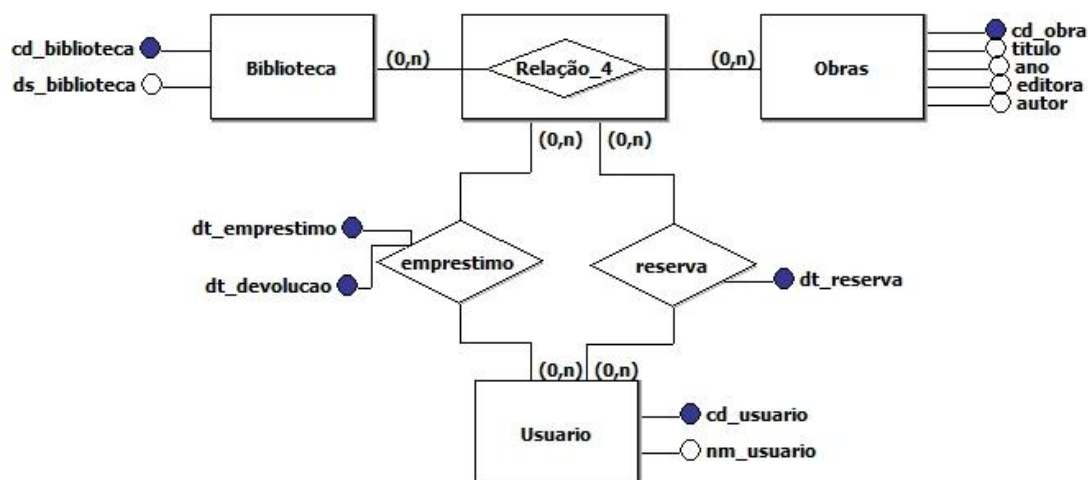 cd_biblioteca
ds_biblioteca
Biblioteca
(0,n)
Relação_4
(0,n)
Obras
cd_obra
titulo
ano
editora
autor
(0,n)
(0,n)
dt_emprestimo
dt_devolucao
emprestimo
reserva
dt_reserva
(0,n)
(0,n)
Usuario
cd_usuario
nm_usuario